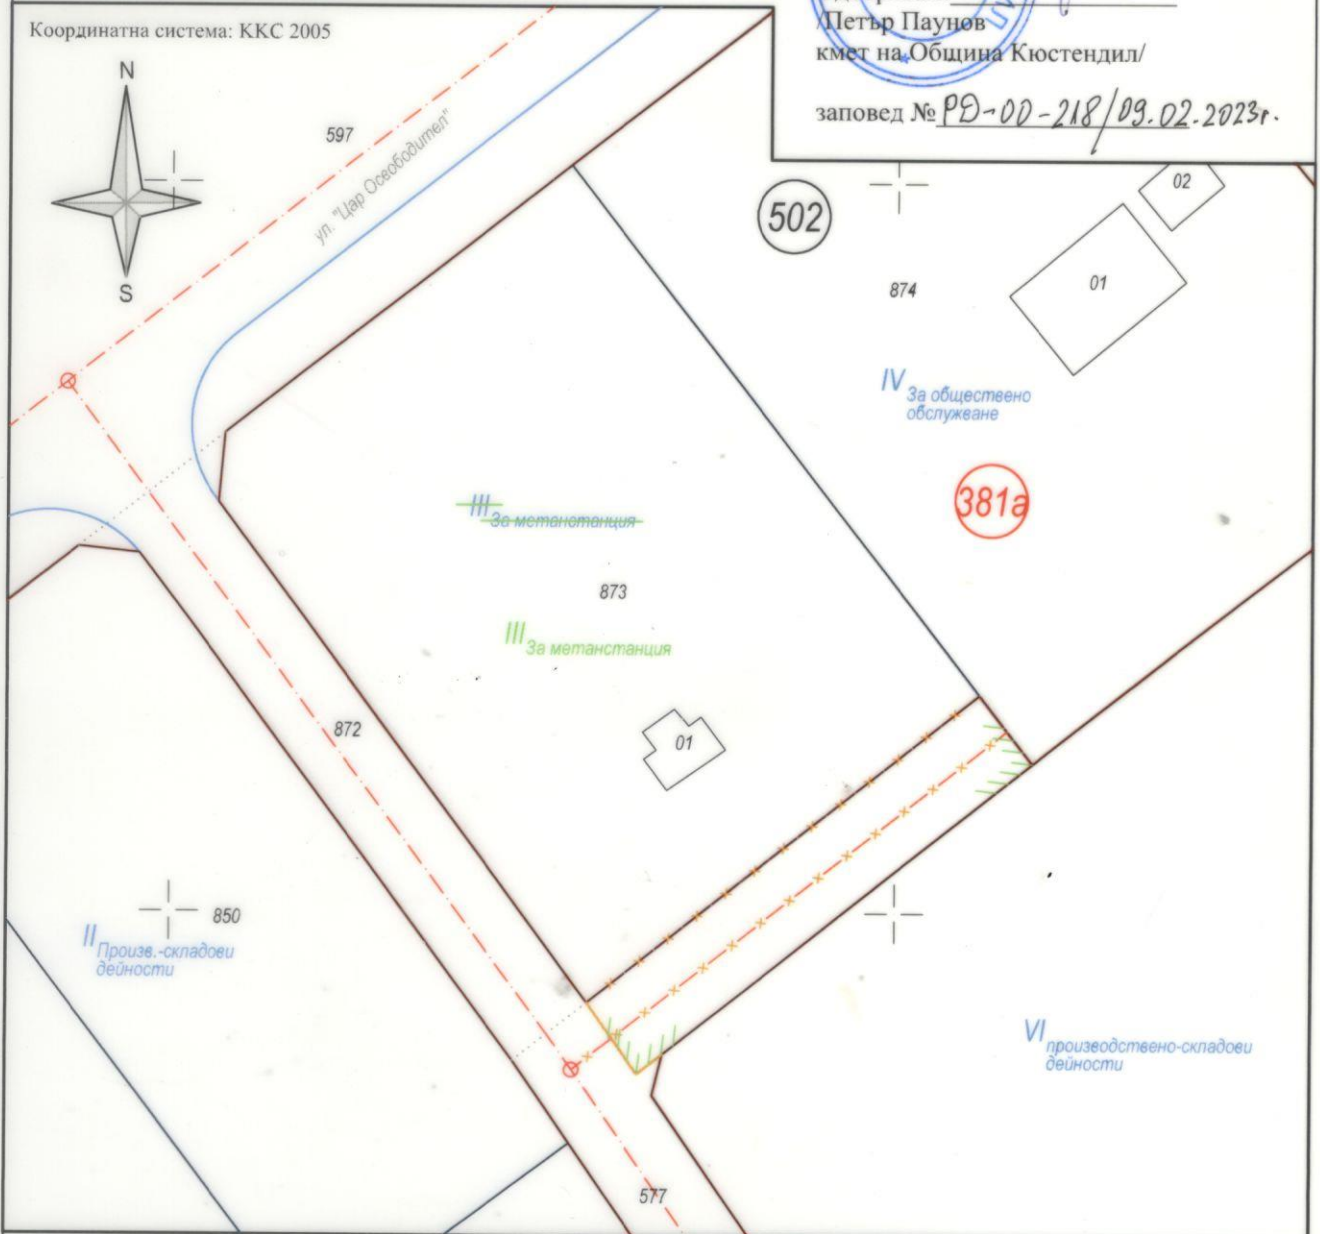 Координатна система: ККС 2005
/Петър Паунов
кмет на Община Кюстендил/
заповед № РД-00-218/09.02.2023г.
N
S
597
ул. "Цар Освободител"
502
02
01
874
IV За обществено
обслужване
381а
III За метанстанция
873
III За метанстанция
872
01
850
II Произв.-складови
дейности
VI производствено-складови
дейности
577